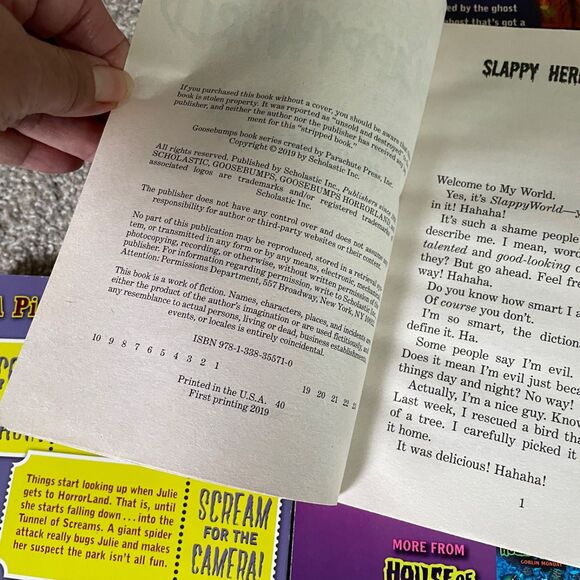 ed by the ghost
ghost that's got a
If you purchased this book without a cover, you should be aware that
book is stolen property. It was reported as "unsold and destroyed"
publisher, and neither the author nor the publisher has received any
ment for this "stripped book."
Goosebumps book series created by Parachute Press, Inc.
Copyright © 2019 by Scholastic Inc.
All rights reserved. Published by Scholastic Inc., Publishers since
SCHOLASTIC, GOOSEBUMPS, GOOSEBUMPS HORRORLAND
associated logos are trademarks and/or registered trademarks
Scholastic Inc.
The publisher does not have any control over and does not assume
responsibility for author or third-party websites or their content.
No part of this publication may be reproduced, stored in a retrieval sys
tem, or transmitted in any form or by any means, electronic, mechan
photocopying, recording, or otherwise, without written permission of
publisher. For information regarding permission, write to Scholastic Inc.
Attention: Permissions Department, 557 Broadway, New York, NY
This book is a work of fiction. Names, characters, places, and incidents are
either the product of the author's imagination or are used fictitiously, and
any resemblance to actual persons, living or dead, business establishments,
events, or locales is entirely coincidental.
ISBN 978-1-338-35571-0
10 9 8 7 6 5 4 3 2 1 19 20 21 22 23
Printed in the U.S.A. 40
First printing 2019
SLAPPY HER
Welcome to My World.
Yes, it's SlappyWorld—
in it! Hahaha!
It's such a shame people
describe me. I mean, word
talented and good-looking
they? But go ahead. Feel fre
way! Hahaha.
Do you know how smart I a
Of course you don't.
I'm so smart, the diction
define it. Ha.
Some people say I'm evil.
Does it mean I'm evil just beca
things day and night? No way!
Actually, I'm a nice guy. Know
Last week, I rescued a bird tha
of a tree. I carefully picked it
it home.
It was delicious! Hahaha!
1
A Pi
Things start looking up when Julie
gets to HorrorLand. That is, until
she starts falling down . . . into the
Tunnel of Screams. A giant spider
attack really bugs Julie and makes
her suspect the park isn't all fun.
SCREAM
FOR THE
CAMERA!
MORE FROM
HOUSE OF
GOBLIN MONDAY